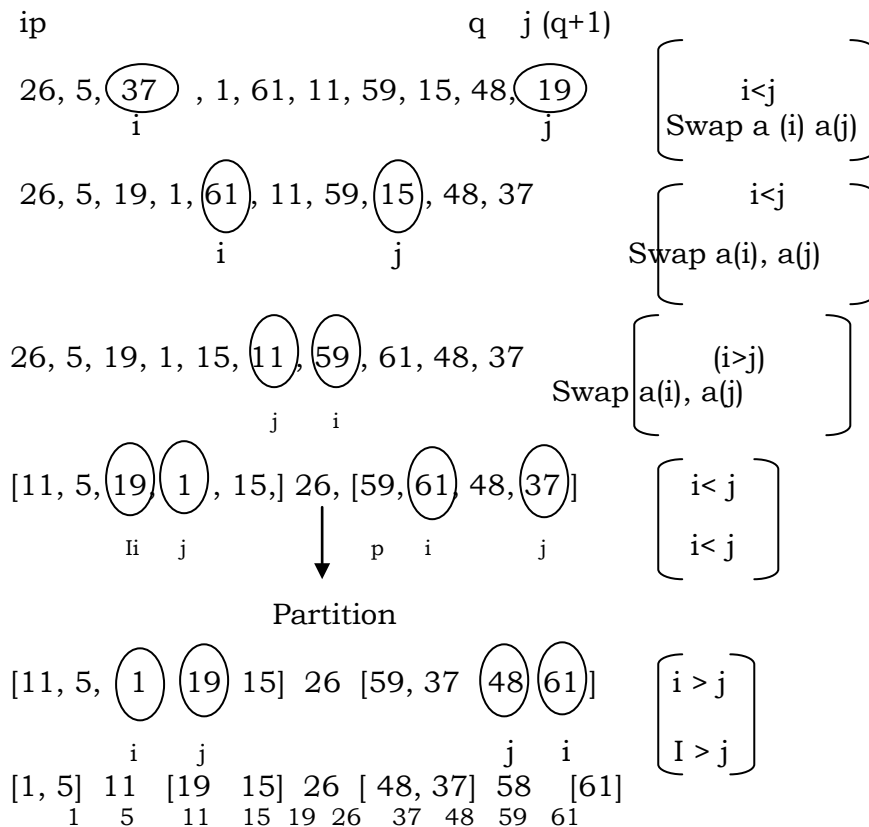 ip q j (q+1)
26, 5, 37 , 1, 61, 11, 59, 15, 48, 19 i<j
i j Swap a (i) a(j)
26, 5, 19, 1, 61, 11, 59, 15, 48, 37 i<j
i j Swap a(i), a(j)
26, 5, 19, 1, 15, 11, 59, 61, 48, 37 (i>j)
Swap a(i), a(j)
j i
[11, 5, 19, 1 , 15,] 26, [59, 61, 48, 37] i< j
Ii j p i j i< j
Partition
[11, 5, 1 19 15] 26 [59, 37 48 61] i > j
i j j i I > j
[1, 5] 11 [19 15] 26 [ 48, 37] 58 [61]
1 5 11 15 19 26 37 48 59 61